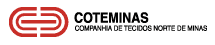 COTEMINAS
COMPANHIA DE TECIDOS NORTE DE MINAS